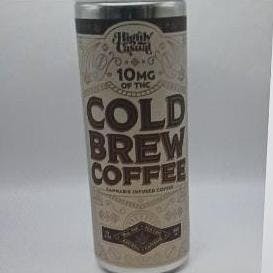 Highly
Casual
10MG
OF THC
COLD
BREW
COFFEE
CANNABIS INFUSED COFFEE